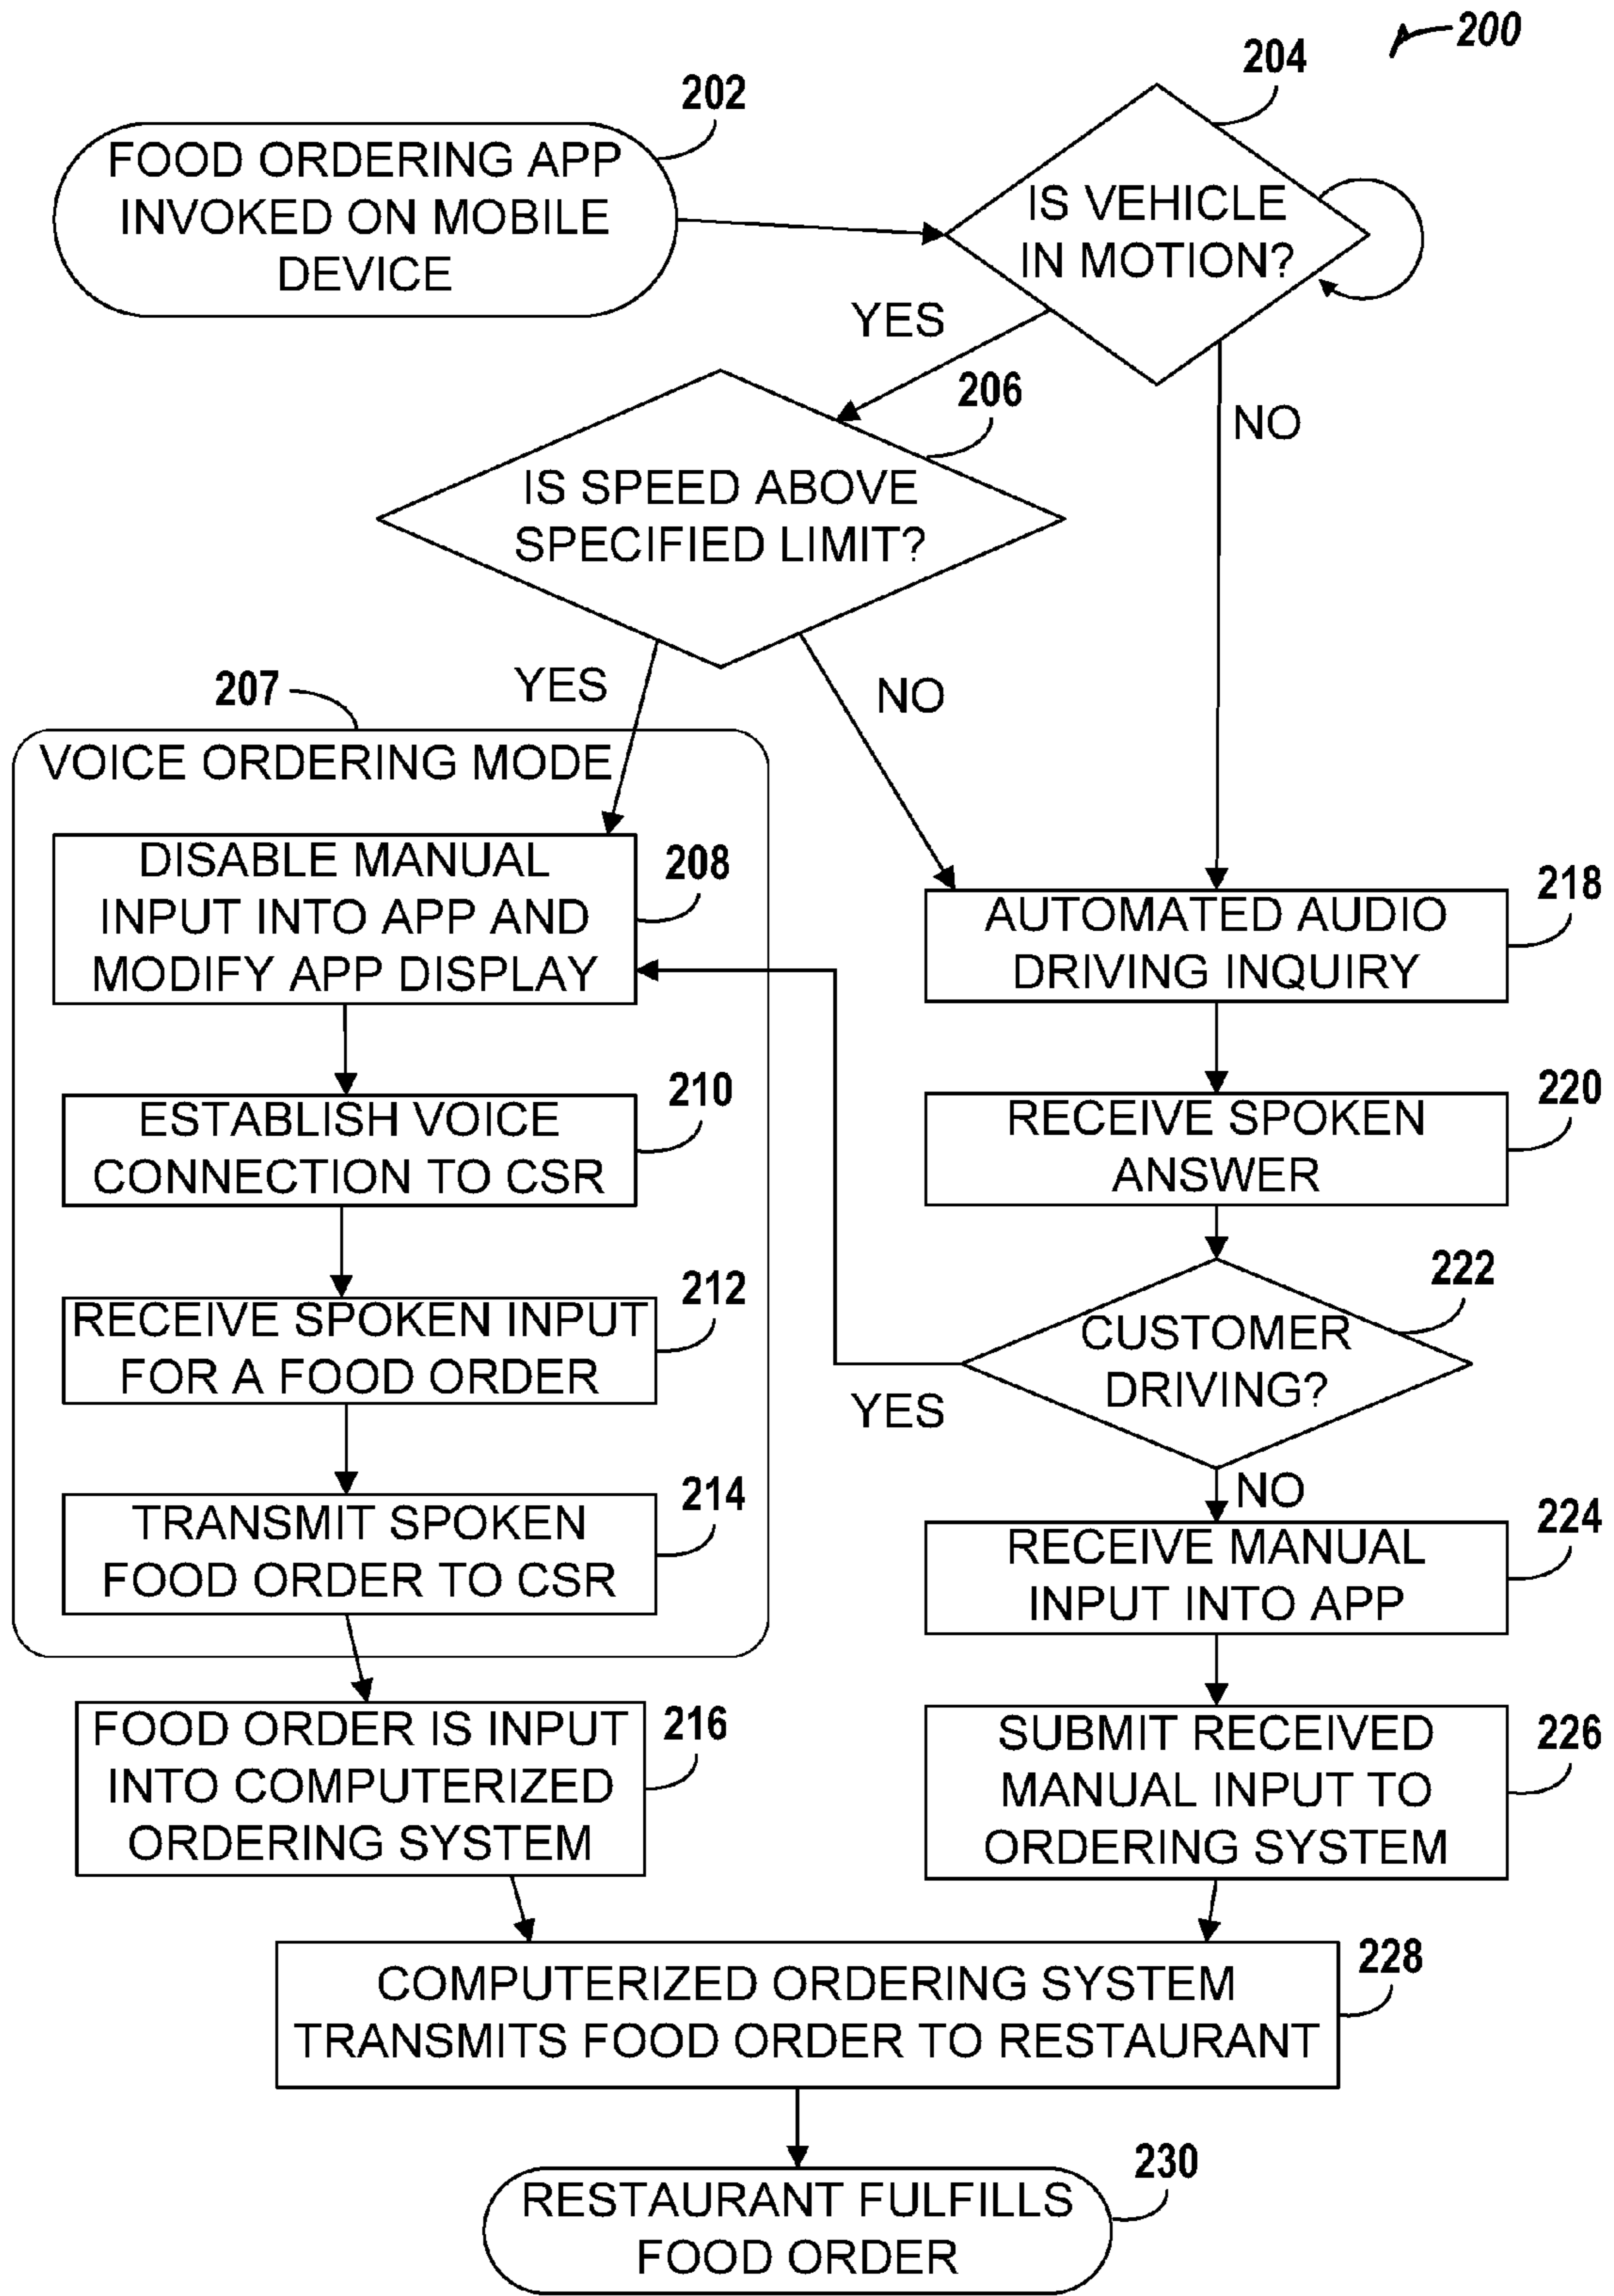 200
204
202
FOOD ORDERING APP
INVOKED ON MOBILE
DEVICE
IS VEHICLE
IN MOTION?
YES
NO
206
IS SPEED ABOVE
SPECIFIED LIMIT?
YES
NO
207
VOICE ORDERING MODE
DISABLE MANUAL
INPUT INTO APP AND
MODIFY APP DISPLAY
208
AUTOMATED AUDIO
DRIVING INQUIRY
218
ESTABLISH VOICE
CONNECTION TO CSR
210
RECEIVE SPOKEN
ANSWER
220
RECEIVE SPOKEN INPUT
FOR A FOOD ORDER
212
CUSTOMER
DRIVING?
222
YES
NO
TRANSMIT SPOKEN
FOOD ORDER TO CSR
214
RECEIVE MANUAL
INPUT INTO APP
224
FOOD ORDER IS INPUT
INTO COMPUTERIZED
ORDERING SYSTEM
216
SUBMIT RECEIVED
MANUAL INPUT TO
ORDERING SYSTEM
226
COMPUTERIZED ORDERING SYSTEM
TRANSMITS FOOD ORDER TO RESTAURANT
228
RESTAURANT FULFILLS
FOOD ORDER
230